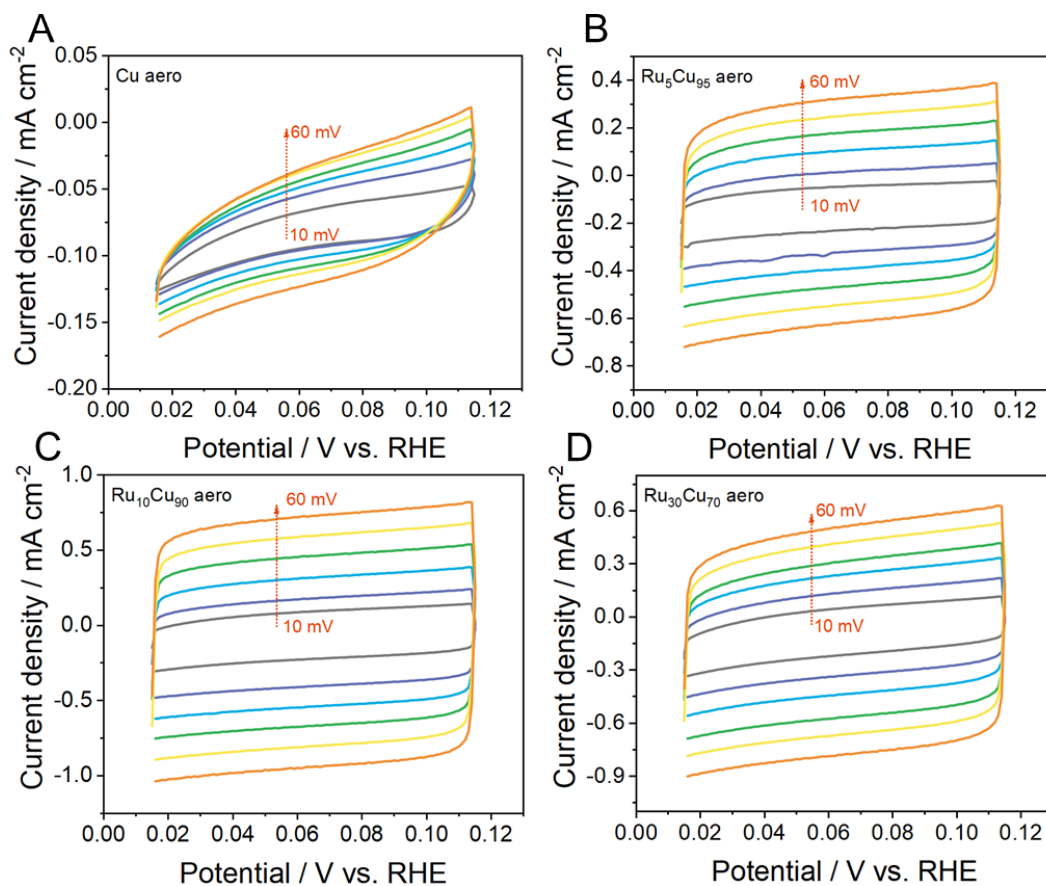 A
Current density / mA cm⁻²
0.05
0.00
-0.05
-0.10
-0.15
-0.20
Cu aero
60 mV
10 mV
0.00 0.02 0.04 0.06 0.08 0.10 0.12
Potential / V vs. RHE
B
Current density / mA cm⁻²
0.4
0.2
0.0
-0.2
-0.4
-0.6
-0.8
Ru₅Cu₉₅ aero
60 mV
10 mV
0.00 0.02 0.04 0.06 0.08 0.10 0.12
Potential / V vs. RHE
C
Current density / mA cm⁻²
1.0
0.5
0.0
-0.5
-1.0
Ru₁₀Cu₉₀ aero
60 mV
10 mV
0.00 0.02 0.04 0.06 0.08 0.10 0.12
Potential / V vs. RHE
D
Current density / mA cm⁻²
0.6
0.3
0.0
-0.3
-0.6
-0.9
Ru₃₀Cu₇₀ aero
60 mV
10 mV
0.00 0.02 0.04 0.06 0.08 0.10 0.12
Potential / V vs. RHE